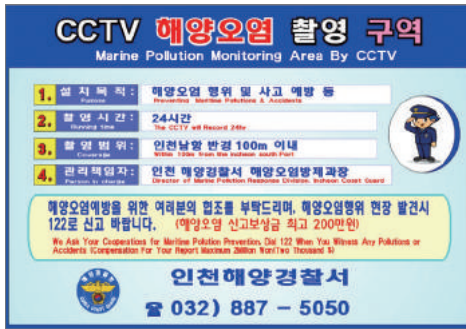 CCTV 해양오염 촬영 구역
Marine Pollution Monitoring Area By CCTV
1. 설치목적: 해양오염 행위 및 사고 예방 등
Purpose Preventing Maritime Pollutions & Accidents
2. 촬영시간: 24시간
Running time The CCTV will Record 24hr
3. 촬영범위: 인천남항 반경 100m 이내
Coverage Within 100m from the Incheon south Port
4. 관리책임자: 인천 해양경찰서 해양오염방제과장
Person in charge Director of Marine Pollution Response Division, Incheon Coast Guard
해양오염예방을 위한 여러분의 협조를 부탁드리며, 해양오염행위 현장 발견시
122로 신고 바랍니다. (해양오염 신고보상금 최고 200만원)
We Ask Your Cooperations for Maritime Pollution Prevention. Dial 122 When You Witness Any Pollutions or
Accidents (Compensation For Your Report Maximum 2Million Won(Two Thousand $)
인천해양경찰서
☎ 032) 887 - 5050